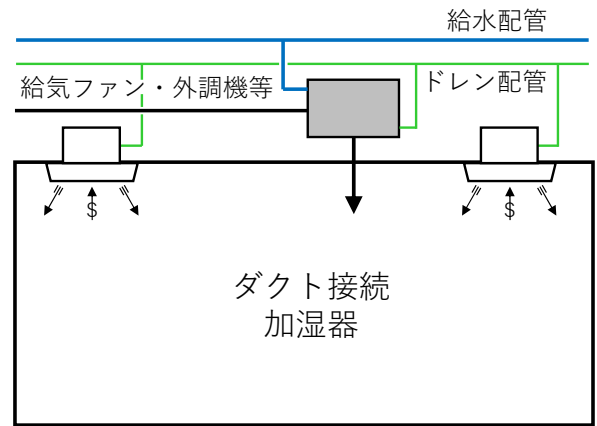 給水配管
給気ファン・外調機等
ドレン配管
$
$
ダクト接続
加湿器